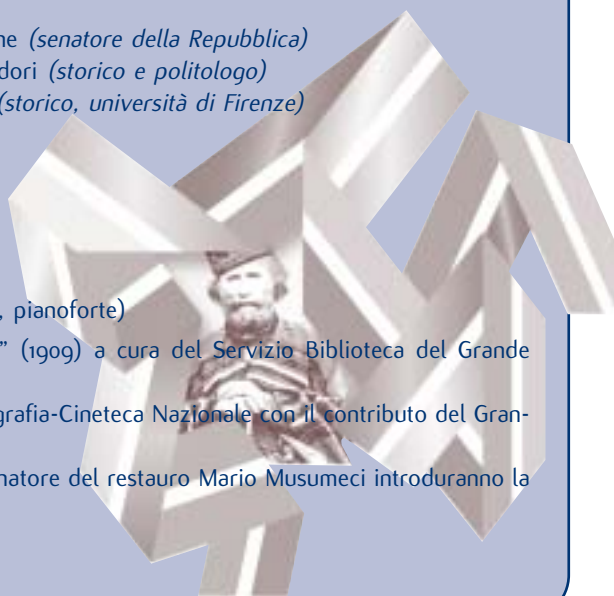 ne (senatore della Repubblica)
dori (storico e politologo)
(storico, università di Firenze)
, pianoforte)
” (1909) a cura del Servizio Biblioteca del Grande
grafia-Cineteca Nazionale con il contributo del Gran-
natore del restauro Mario Musumeci introduranno la